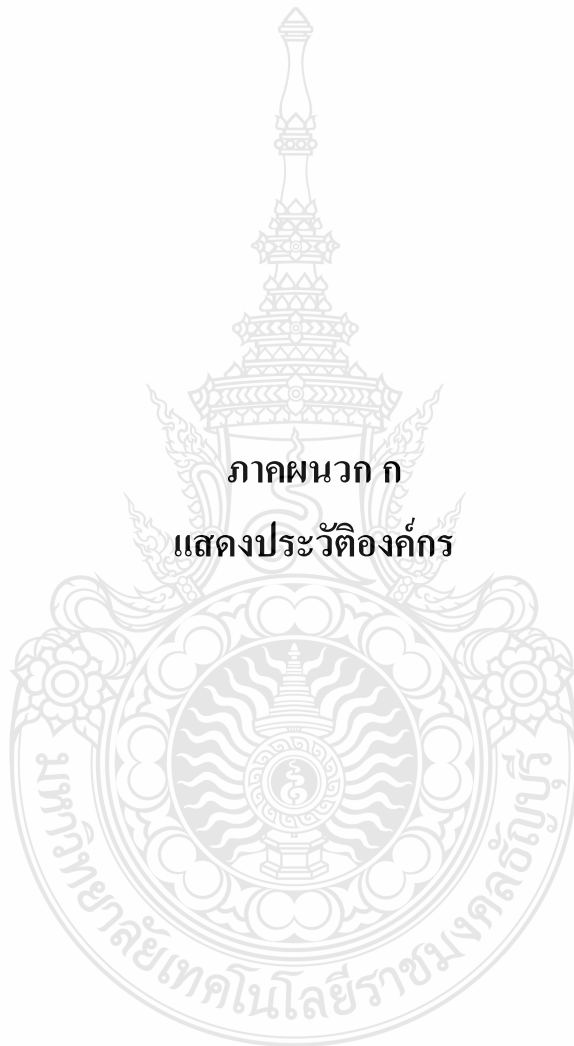 ภาคผนวก ก
แสดงประวัติองค์กร
มหาวิทยาลัยเทคโนโลยีราชมงคลธัญบุรี